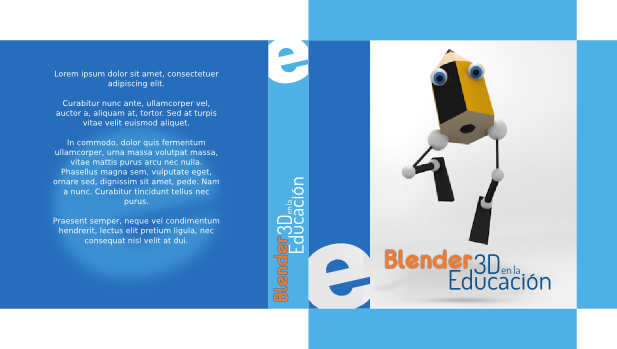 Lorem ipsum dolor sit amet, consectetuer
adipiscing elit.
Curabitur nunc ante, ullamcorper vel,
auctor a, aliquam at, tortor. Sed at turpis
vitae velit euismod aliquet.
In commodo, dolor quis fermentum
ullamcorper, urna massa volutpat massa,
vitae mattis purus arcu nec nulla.
Phasellus magna sem, vulputate eget,
ornare sed, dignissim sit amet, pede. Nam
a nunc. Curabitur tincidunt tellus nec
purus.
Praesent semper, neque vel condimentum
hendrerit, lectus elit pretium ligula, nec
consequat nisl velit at dui.
e
Blender3D en la
Educación
e
Blender3D en la
Educación